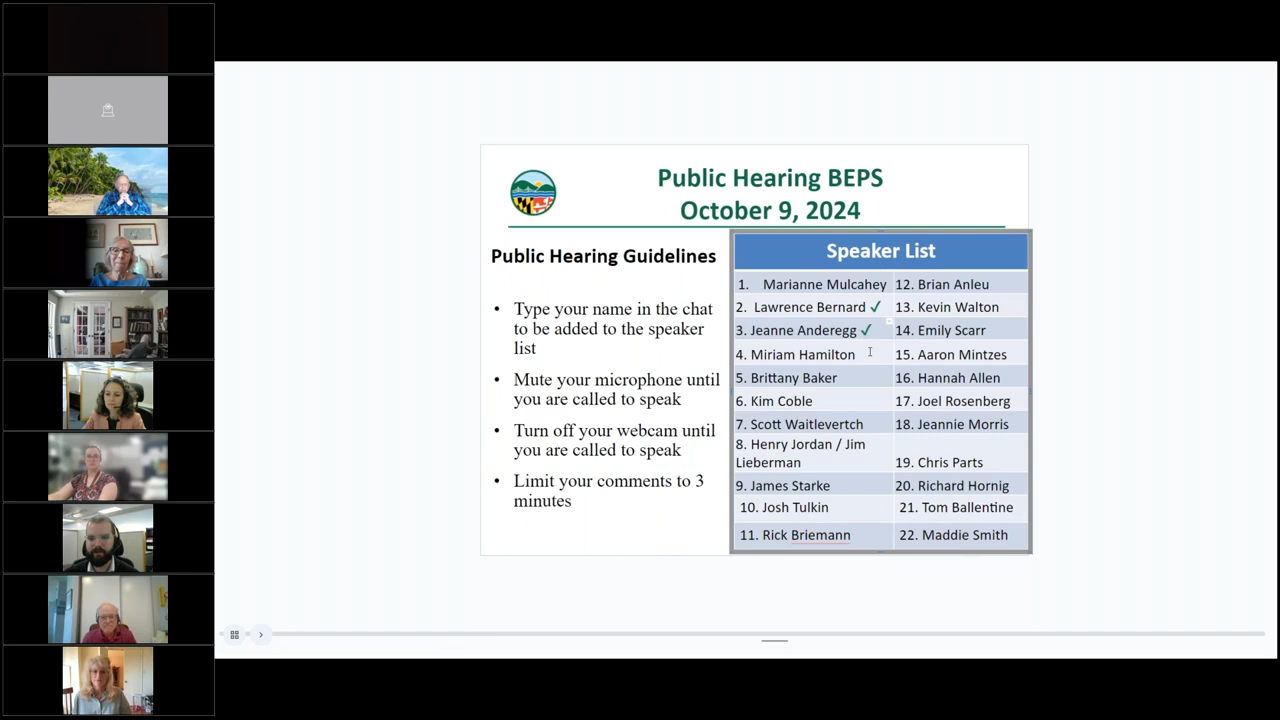 Public Hearing BEPS
October 9, 2024
Public Hearing Guidelines
• Type your name in the chat
to be added to the speaker
list
• Mute your microphone until
you are called to speak
• Turn off your webcam until
you are called to speak
• Limit your comments to 3
minutes
Speaker List
1. Marianne Mulcahey
12. Brian Anleu
2. Lawrence Bernard ✓
13. Kevin Walton
3. Jeanne Anderegg ✓
14. Emily Scarr
4. Miriam Hamilton
15. Aaron Mintzes
5. Brittany Baker
16. Hannah Allen
6. Kim Coble
17. Joel Rosenberg
7. Scott Waitlevertch
18. Jeannie Morris
8. Henry Jordan / Jim
Lieberman
19. Chris Parts
9. James Starke
20. Richard Hornig
10. Josh Tulkin
21. Tom Ballentine
11. Rick Briemann
22. Maddie Smith